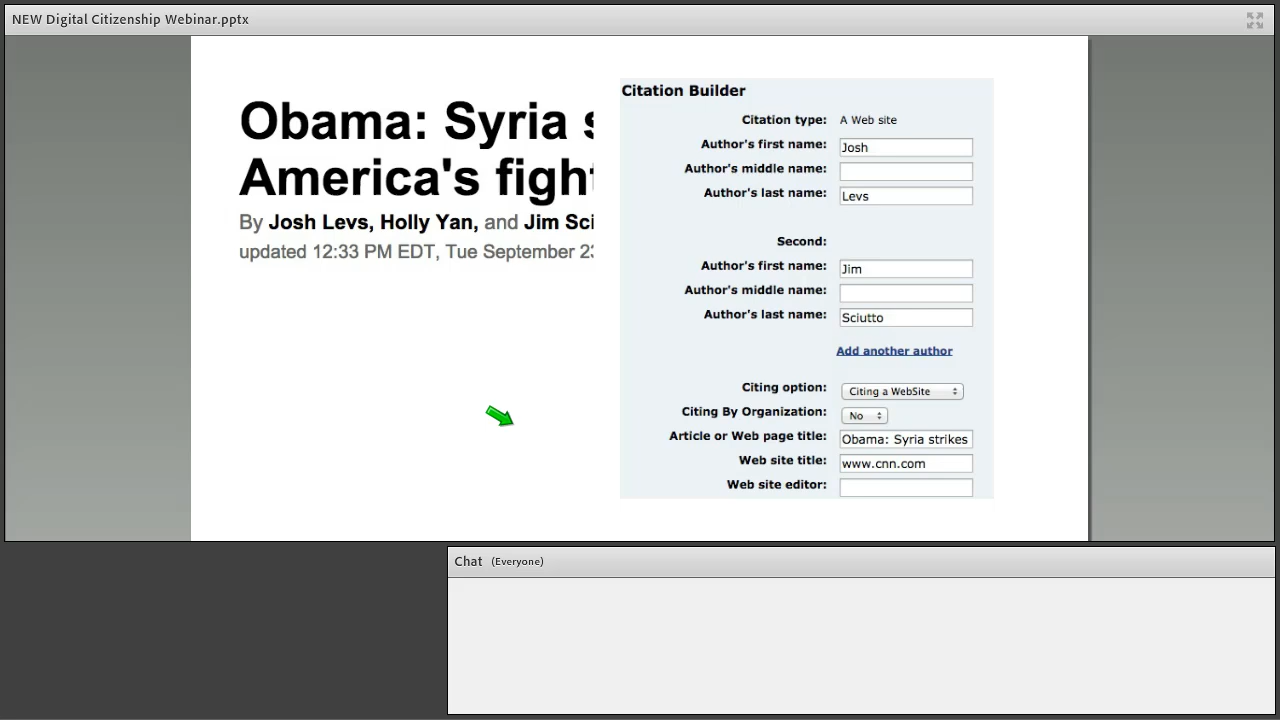 NEW Digital Citizenship Webinar.pptx
Obama: Syria
America's fight
By Josh Levs, Holly Yan, and Jim Sci
updated 12:33 PM EDT, Tue September 23
Citation Builder
Citation type: A Web site
Author's first name: Josh
Author's middle name:
Author's last name: Levs
Second:
Author's first name: Jim
Author's middle name:
Author's last name: Sciutto
Add another author
Citing option: Citing a WebSite
Citing By Organization: No
Article or Web page title: Obama: Syria strikes
Web site title: www.cnn.com
Web site editor:
Chat (Everyone)